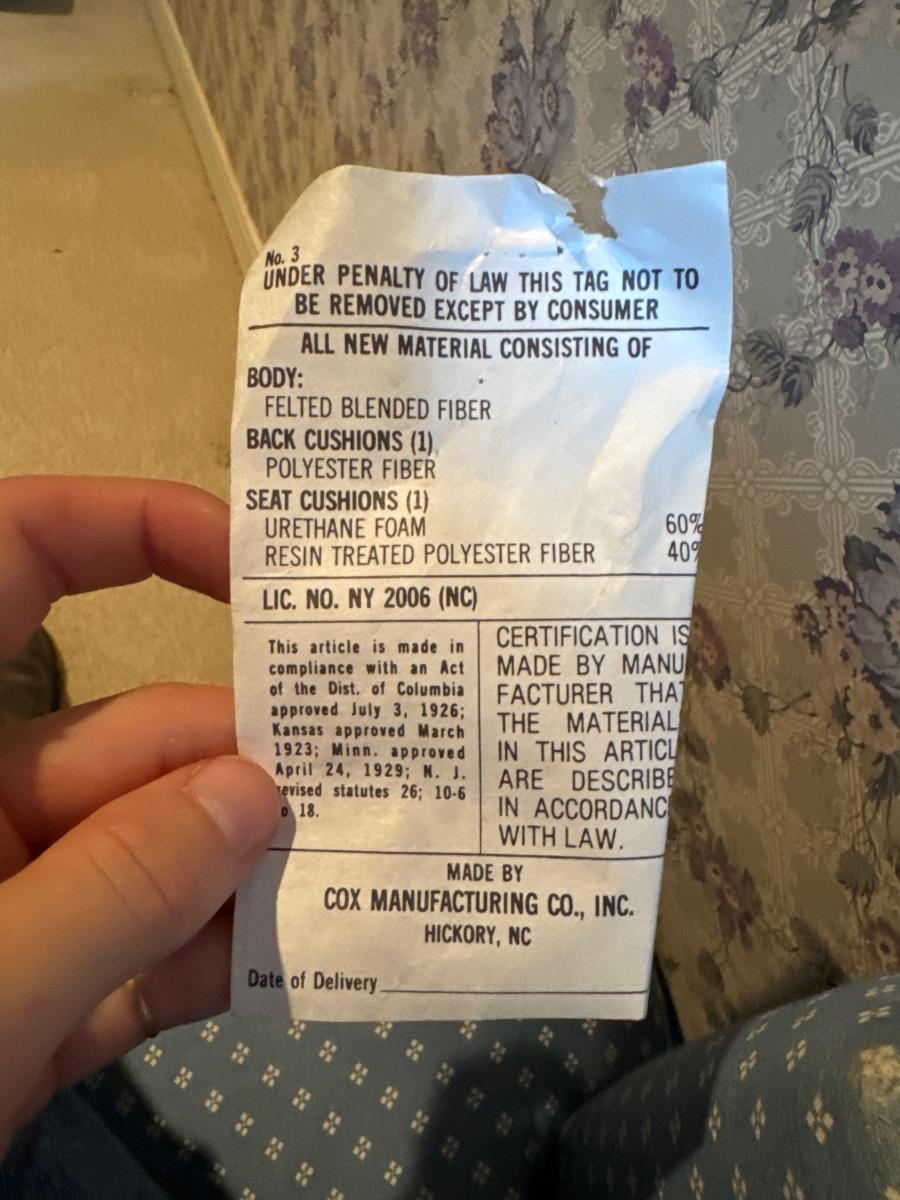 No. 3
UNDER PENALTY OF LAW THIS TAG NOT TO
BE REMOVED EXCEPT BY CONSUMER
ALL NEW MATERIAL CONSISTING OF
BODY:
FELTED BLENDED FIBER
BACK CUSHIONS (1)
POLYESTER FIBER
SEAT CUSHIONS (1)
URETHANE FOAM 60%
RESIN TREATED POLYESTER FIBER 40%
LIC. NO. NY 2006 (NC)
This article is made in
compliance with an Act
of the Dist. of Columbia
approved July 3, 1926;
Kansas approved March
1923; Minn. approved
April 24, 1929; N. J.
revised statutes 26; 10-6
o 18.
CERTIFICATION IS
MADE BY MANU
FACTURER THAT
THE MATERIAL
IN THIS ARTICL
ARE DESCRIBE
IN ACCORDANC
WITH LAW.
MADE BY
COX MANUFACTURING CO., INC.
HICKORY, NC
Date of Delivery